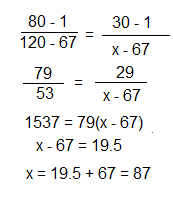 80 - 1 / 120 - 67 = 30 - 1 / x - 67
79 / 53 = 29 / x - 67
1537 = 79(x - 67)
x - 67 = 19.5
x = 19.5 + 67 = 87